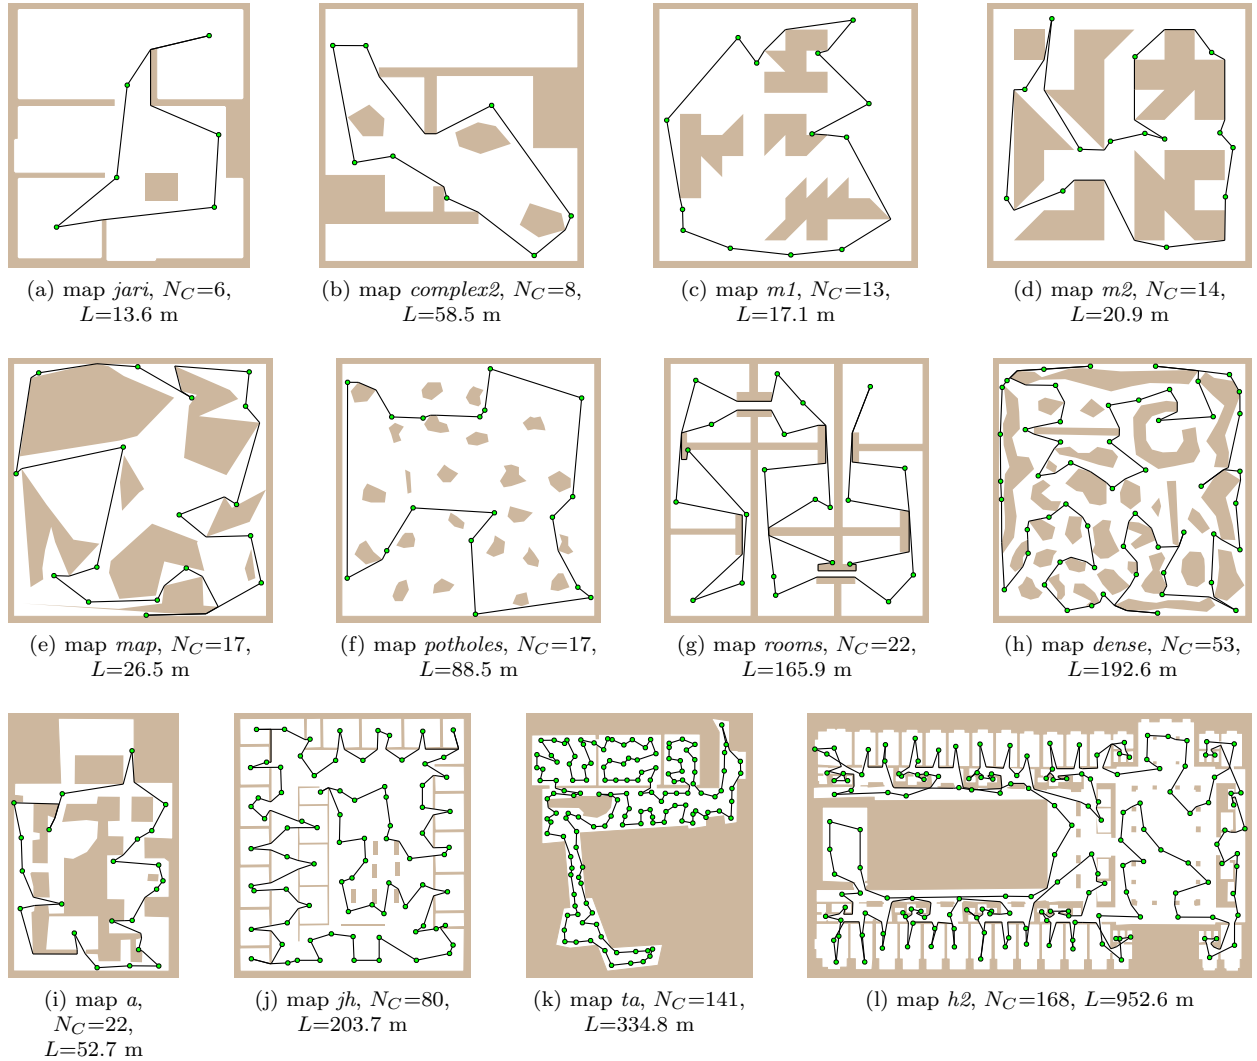 (a) map jari, N_C=6,
L=13.6 m
(b) map complex2, N_C=8,
L=58.5 m
(c) map m1, N_C=13,
L=17.1 m
(d) map m2, N_C=14,
L=20.9 m
(e) map map, N_C=17,
L=26.5 m
(f) map potholes, N_C=17,
L=88.5 m
(g) map rooms, N_C=22,
L=165.9 m
(h) map dense, N_C=53,
L=192.6 m
(i) map a,
N_C=22,
L=52.7 m
(j) map jh, N_C=80,
L=203.7 m
(k) map ta, N_C=141,
L=334.8 m
(l) map h2, N_C=168, L=952.6 m